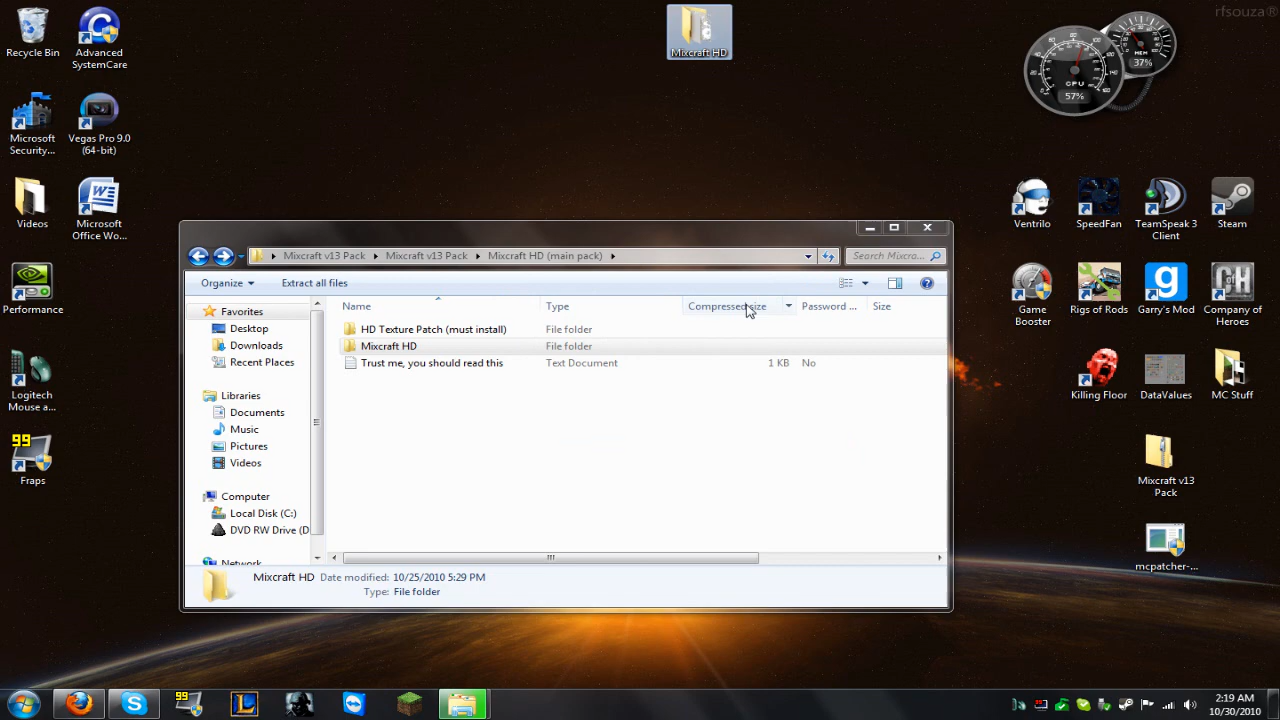 rfsouza®
Recycle Bin
Advanced
SystemCare
Mixcraft HD
CPU
57%
MEM
37%
Microsoft
Security...
Vegas Pro 9.0
(64-bit)
Videos
Microsoft
Office Wo...
Performance
Logitech
Mouse a...
99
Fraps
Ventrilo
SpeedFan
TeamSpeak 3
Client
Steam
Game
Booster
Rigs of Rods
Garry's Mod
Company of
Heroes
Killing Floor
DataValues
MC Stuff
Mixcraft v13
Pack
mcpatcher-...
Mixcraft v13 Pack
Mixcraft v13 Pack
Mixcraft HD (main pack)
Search Mixcra...
Organize
Extract all files
Name
Type
Compressed size
Password ...
Size
HD Texture Patch (must install)
File folder
Mixcraft HD
File folder
Trust me, you should read this
Text Document
1 KB
No
Favorites
Desktop
Downloads
Recent Places
Libraries
Documents
Music
Pictures
Videos
Computer
Local Disk (C:)
DVD RW Drive (D
Network
Mixcraft HD
Date modified: 10/25/2010 5:29 PM
Type: File folder
99
2:19 AM
10/30/2010